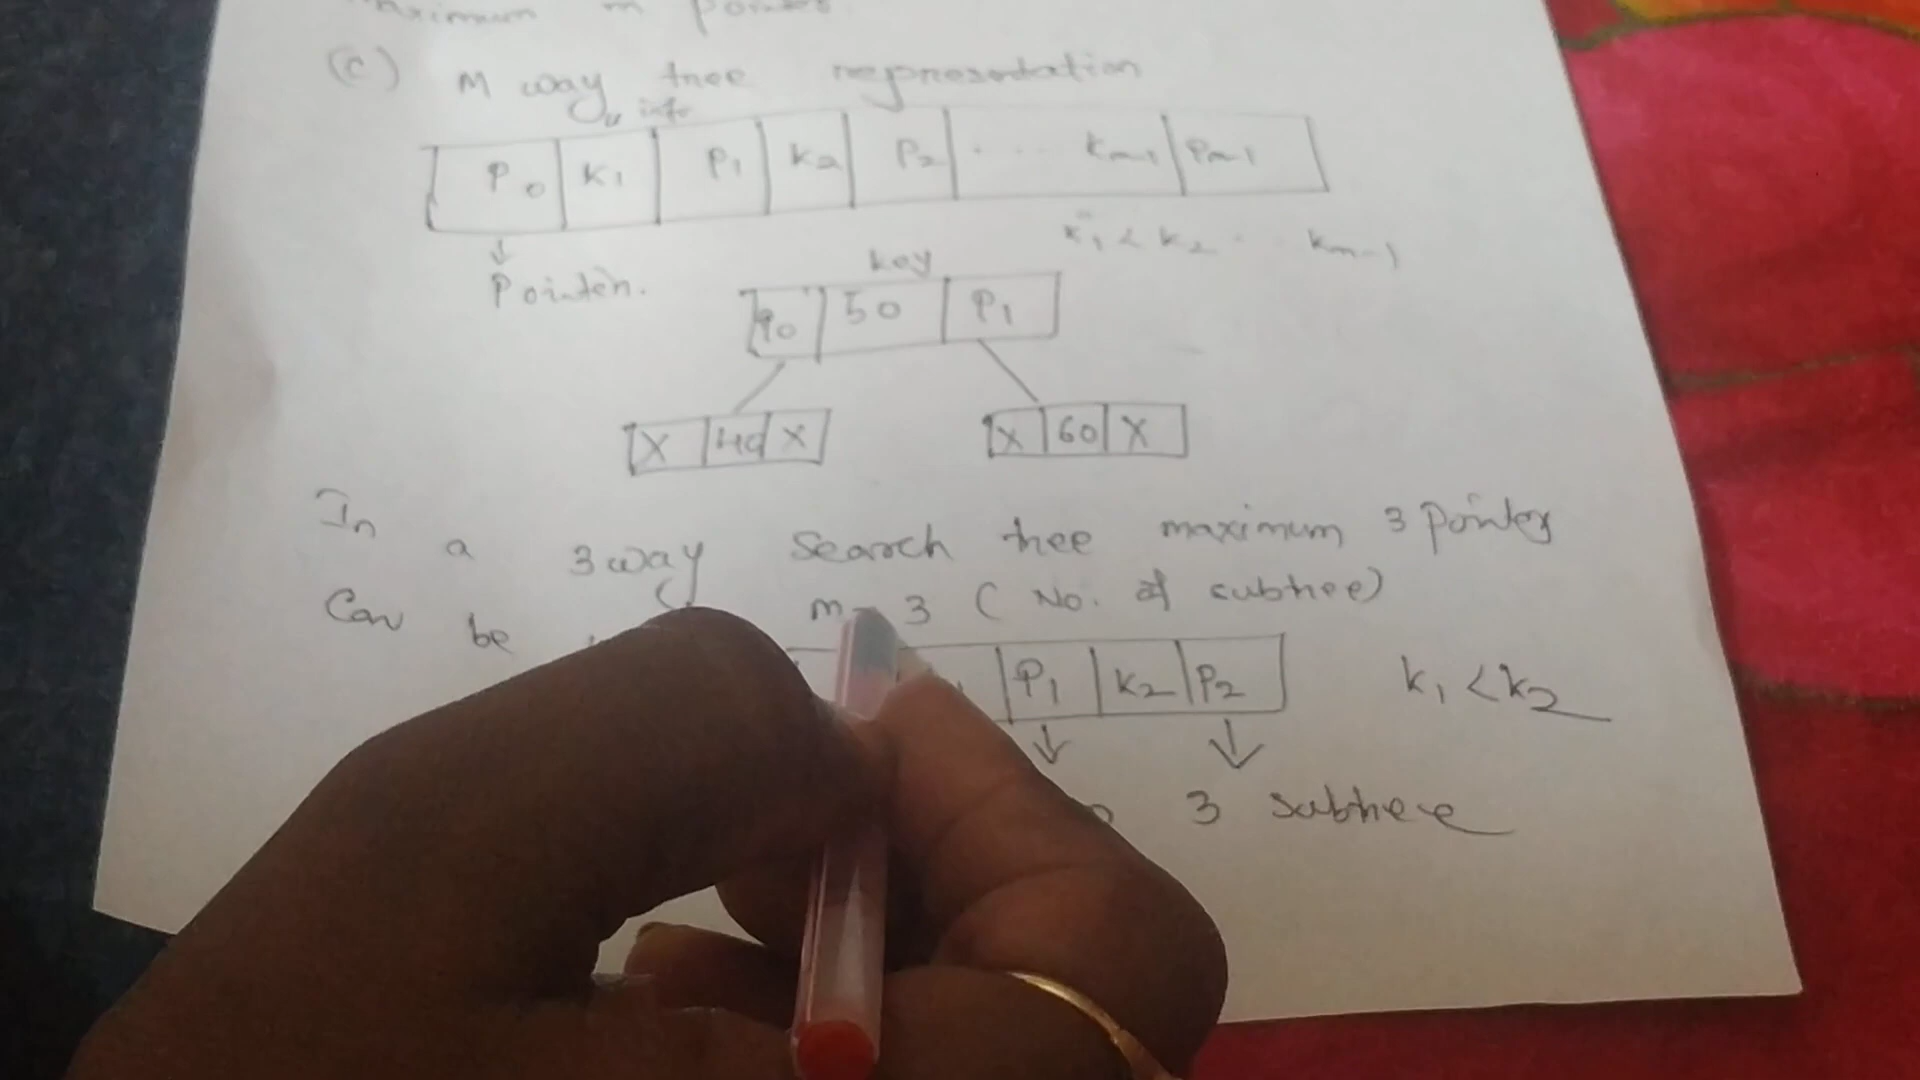 maximum m
(c) M way tree representation
info
P0 K1 P1 K2 P2 . . . . Km-1 Pm-1
K1 < K2 . . Km-1
Pointer.
key
P0 50 P1
X 40 X X 60 X
In a 3 way search tree maximum 3 pointer
Can be m = 3 ( No. of subtree)
P1 K2 P2 K1 < K2
3 subtree